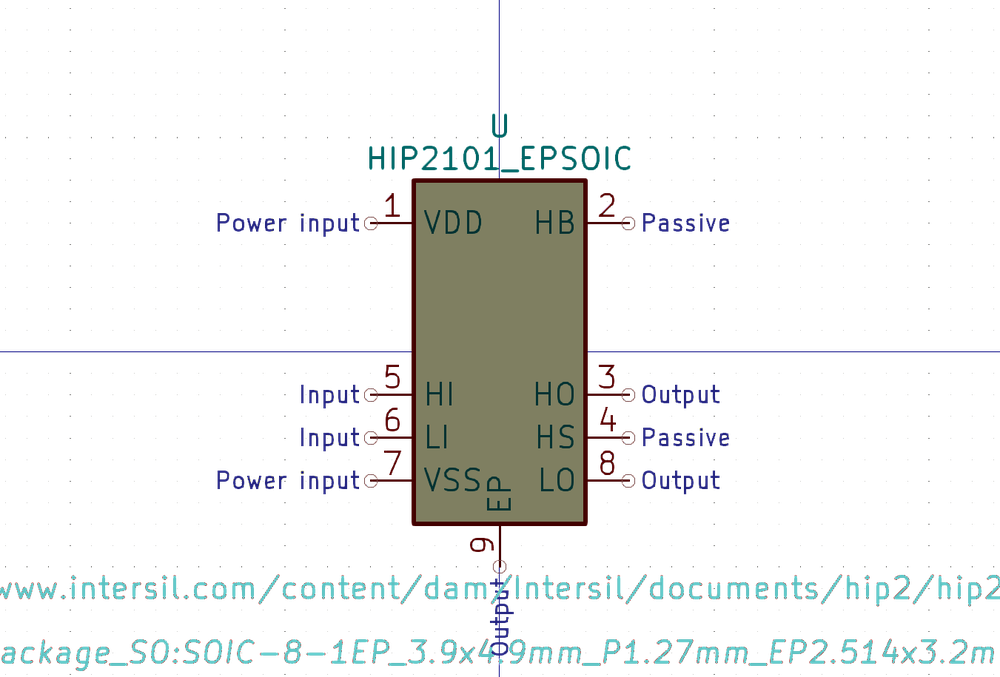 U
HIP2101_EPSOIC
Power input 1 VDD HB 2 Passive
Input 5 HI HO 3 Output
Input 6 LI HS 4 Passive
Power input 7 VSS LO 8 Output
EP
9
Output
www.intersil.com/content/dam/Intersil/documents/hip2/hip2
ackage_SO:SOIC-8-1EP_3.9x4.9mm_P1.27mm_EP2.514x3.2m